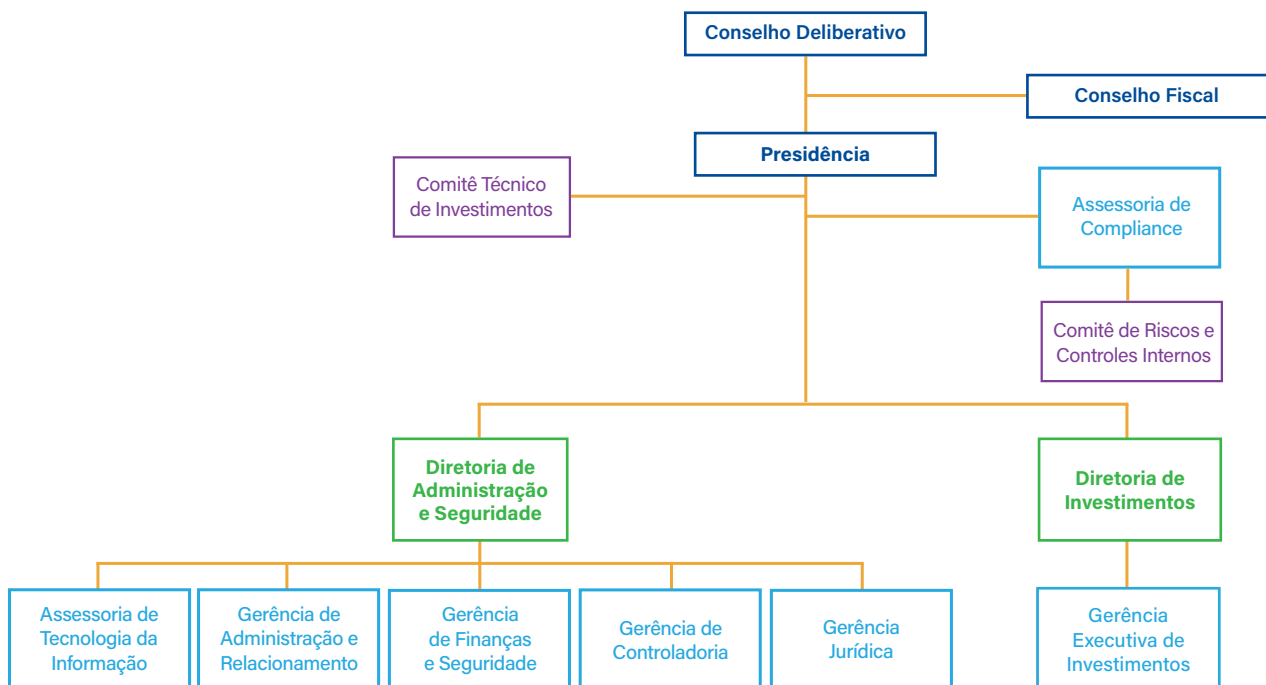 Conselho Deliberativo
Conselho Fiscal
Presidência
Comitê Técnico
de Investimentos
Assessoria de
Compliance
Comitê de Riscos e
Controles Internos
Diretoria de
Administração
e Seguridade
Diretoria de
Investimentos
Assessoria de
Tecnologia da
Informação
Gerência de
Administração e
Relacionamento
Gerência
de Finanças
e Seguridade
Gerência de
Controladoria
Gerência
Jurídica
Gerência
Executiva de
Investimentos